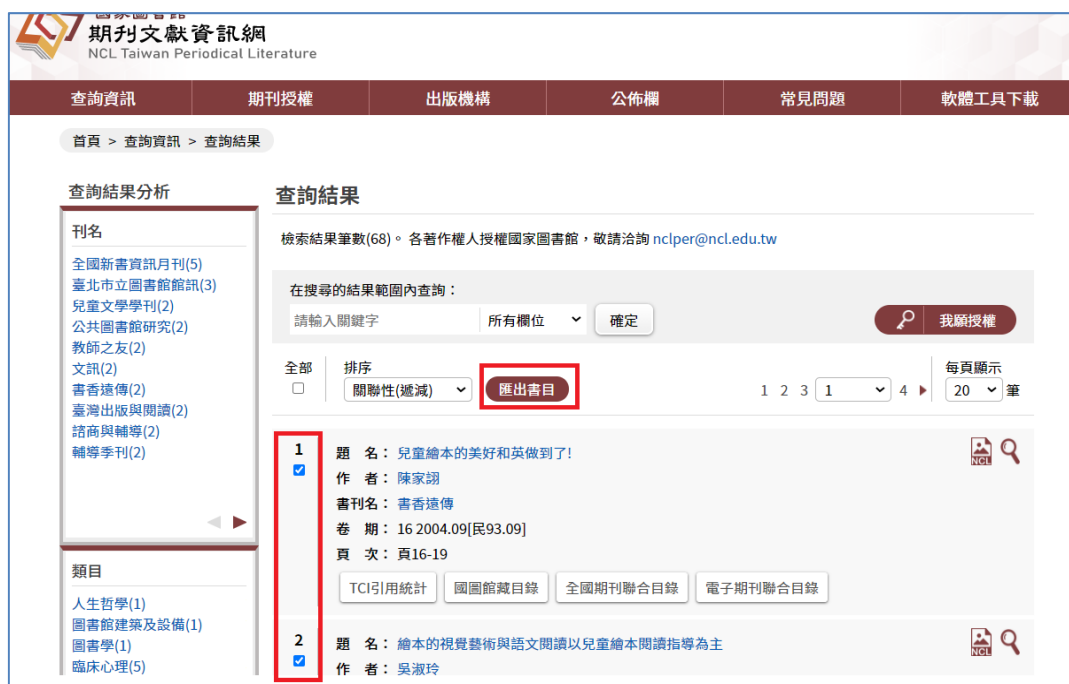 國家圖書館
期刊文獻資訊網
NCL Taiwan Periodical Literature
查詢資訊 期刊授權 出版機構 公佈欄 常見問題 軟體工具下載
首頁 > 查詢資訊 > 查詢結果
查詢結果分析
刊名
全國新書資訊月刊(5)
臺北市立圖書館館訊(3)
兒童文學學刊(2)
公共圖書館研究(2)
教師之友(2)
文訊(2)
書香遠傳(2)
臺灣出版與閱讀(2)
諮商與輔導(2)
輔導季刊(2)
類目
人生哲學(1)
圖書館建築及設備(1)
圖書學(1)
臨床心理(5)
查詢結果
檢索結果筆數(68)。 各著作權人授權國家圖書館,敬請洽詢 nclper@ncl.edu.tw
在搜尋的結果範圍內查詢:
請輸入關鍵字 所有欄位 確定 我願授權
全部 排序 每頁顯示
關聯性(遞減) 匯出書目 1 2 3 1 4 20 筆
1 題 名: 兒童繪本的美好和英做到了!
作 者: 陳家詡
書刊名: 書香遠傳
卷 期: 16 2004.09[民93.09]
頁 次: 頁16-19
TCI引用統計 國圖館藏目錄 全國期刊聯合目錄 電子期刊聯合目錄
NCL
2 題 名: 繪本的視覺藝術與語文閱讀以兒童繪本閱讀指導為主
作 者: 吳淑玲
NCL